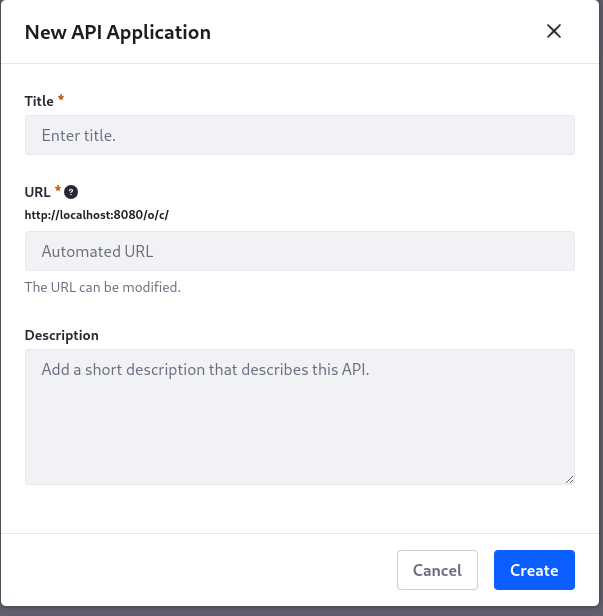 New API Application
Title *
Enter title.
URL * ?
http://localhost:8080/o/c/
Automated URL
The URL can be modified.
Description
Add a short description that describes this API.
Cancel Create